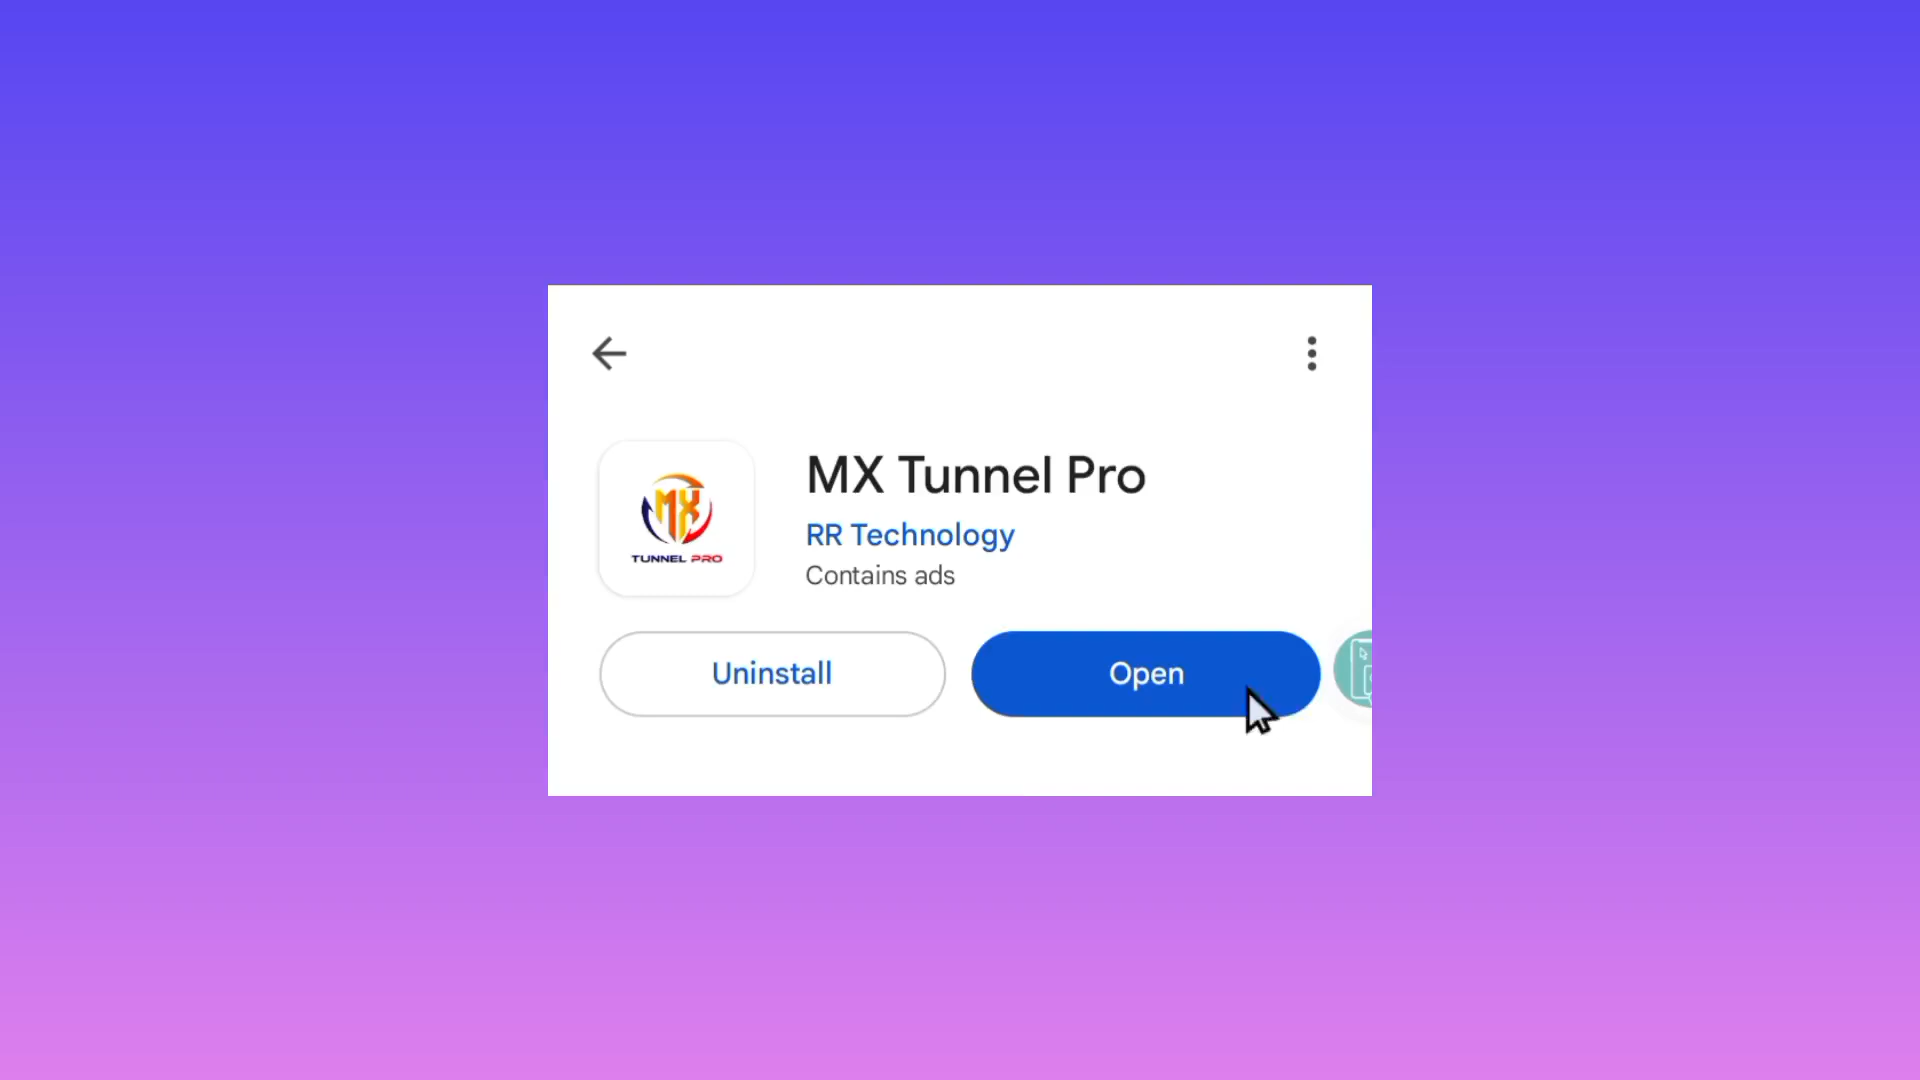 MX Tunnel Pro
MX
TUNNEL PRO
RR Technology
Contains ads
Uninstall
Open